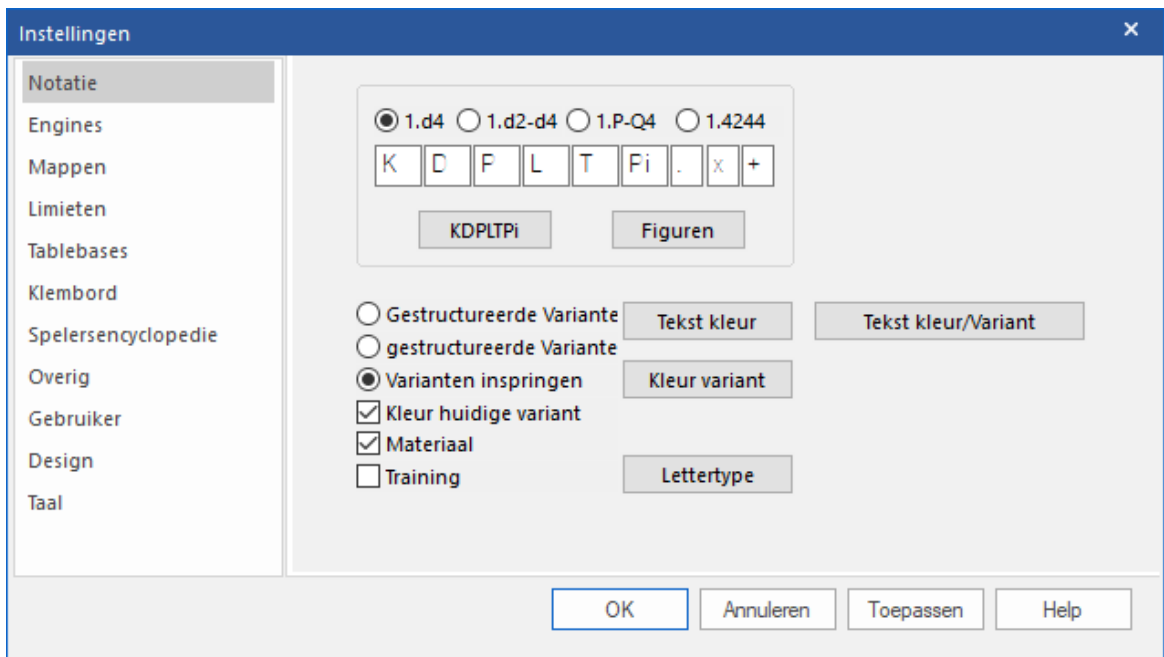 Instellingen
Notatie
Engines
Mappen
Limieten
Tablebases
Klembord
Spelersencyclopedie
Overig
Gebruiker
Design
Taal
1.d4 1.d2-d4 1.P-Q4 1.4244
K D P L T Pi . x +
KDPLTPi Figuren
Gestructureerde Variante Tekst kleur Tekst kleur/Variant
gestructureerde Variante
Varianten inspringen Kleur variant
Kleur huidige variant
Materiaal
Training Lettertype
OK Annuleren Toepassen Help